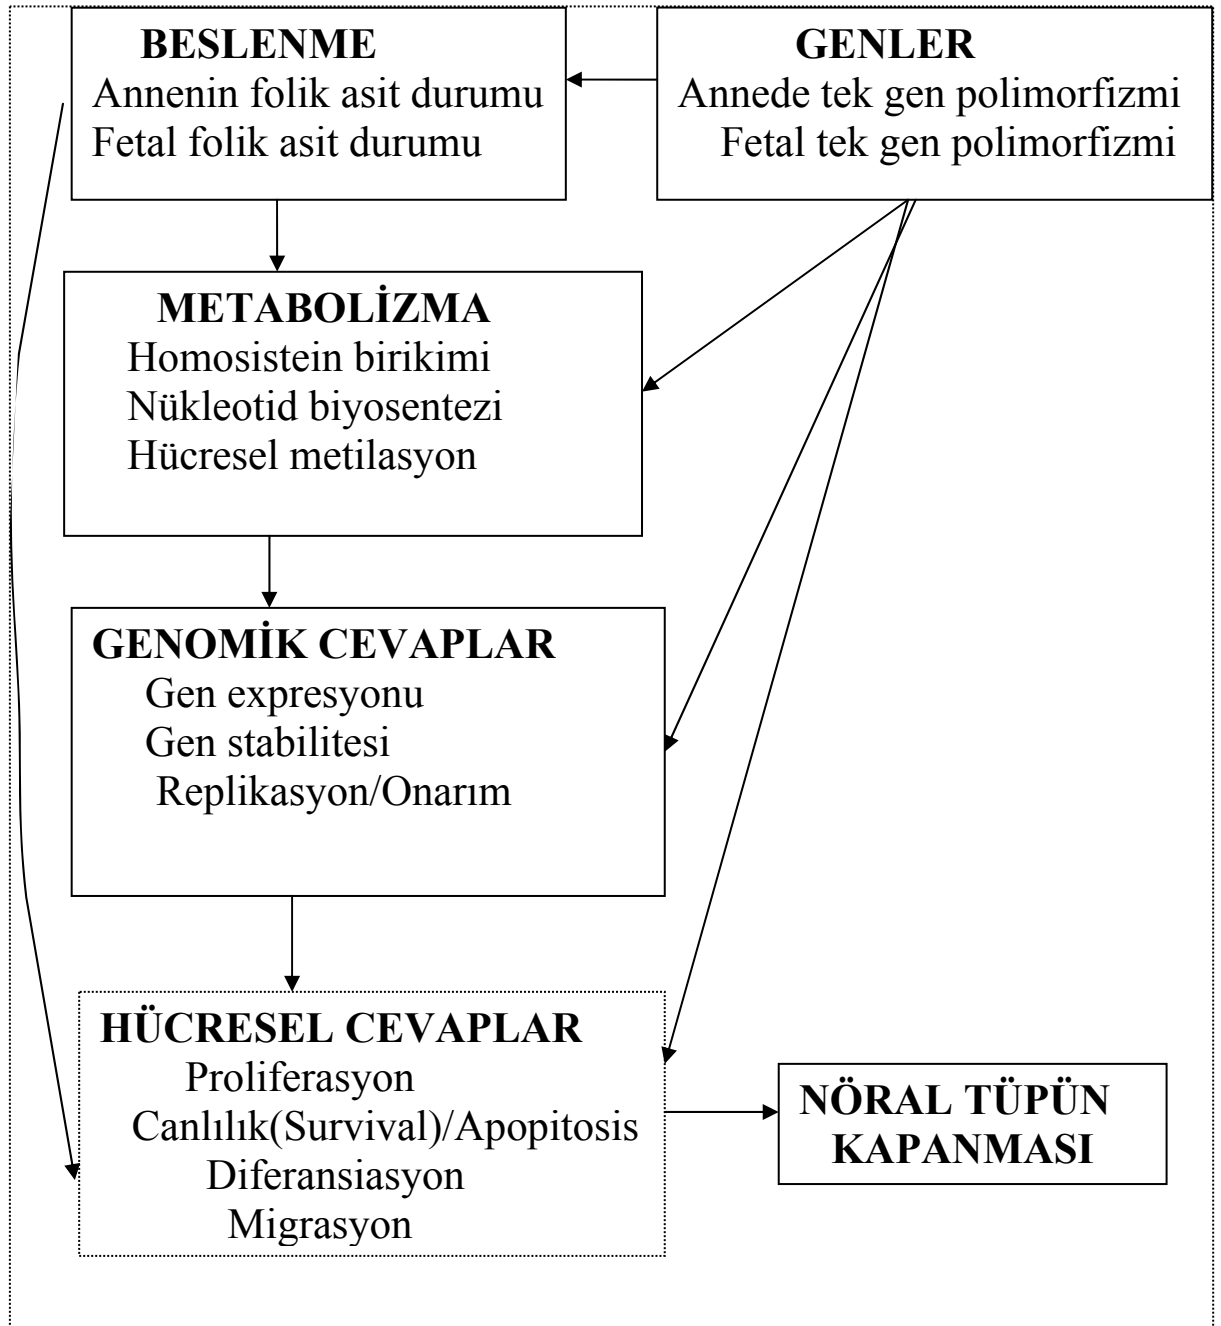 BESLENME
Annenin folik asit durumu
Fetal folik asit durumu
GENLER
Annede tek gen polimorfizmi
Fetal tek gen polimorfizmi
METABOLİZMA
Homosistein birikimi
Nükleotid biyosentezi
Hücresel metilasyon
GENOMİK CEVAPLAR
Gen expresyonu
Gen stabilitesi
Replikasyon/Onarım
HÜCRESEL CEVAPLAR
Proliferasyon
Canlılık(Survival)/Apopitosis
Diferansiasyon
Migrasyon
NÖRAL TÜPÜN
KAPANMASI